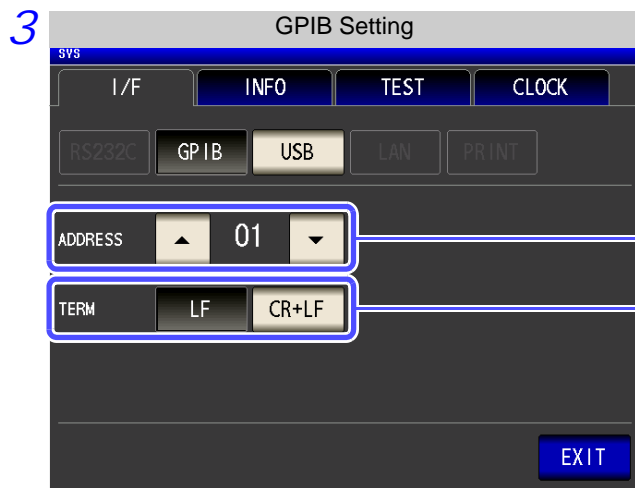 3
GPIB Setting
SYS
I/F INFO TEST CLOCK
RS232C GPIB USB LAN PRINT
ADDRESS 01
TERM LF CR+LF
EXIT